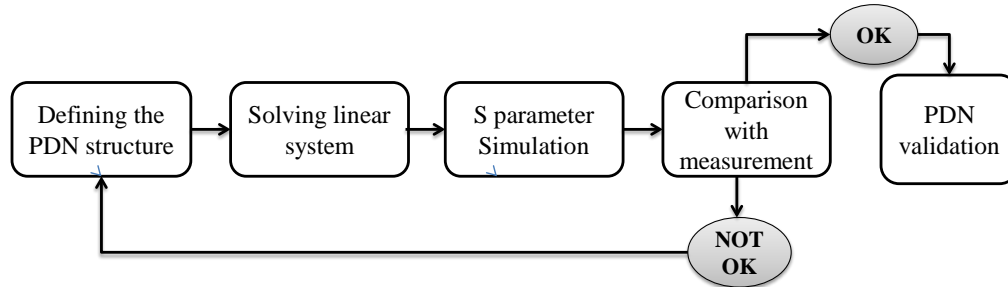 OK
Defining the
PDN structure
Solving linear
system
S parameter
Simulation
Comparison
with
measurement
PDN
validation
NOT
OK